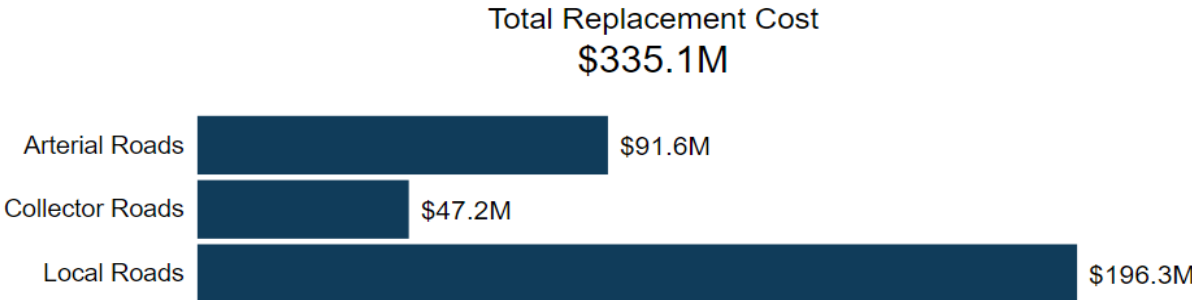 Total Replacement Cost
$335.1M
Arterial Roads $91.6M
Collector Roads $47.2M
Local Roads $196.3M